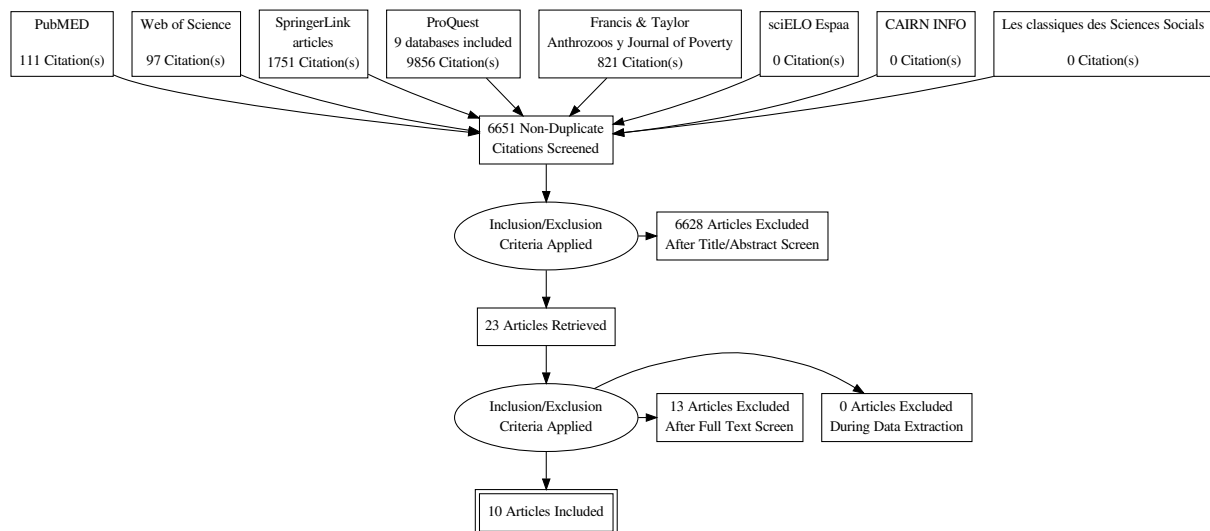 PubMED
111 Citation(s)
Web of Science
97 Citation(s)
SpringerLink
articles
1751 Citation(s)
ProQuest
9 databases included
9856 Citation(s)
Francis & Taylor
Anthrozoos y Journal of Poverty
821 Citation(s)
sciELO Espaa
0 Citation(s)
CAIRN INFO
0 Citation(s)
Les classiques des Sciences Socials
0 Citation(s)
6651 Non-Duplicate
Citations Screened
Inclusion/Exclusion
Criteria Applied
6628 Articles Excluded
After Title/Abstract Screen
23 Articles Retrieved
Inclusion/Exclusion
Criteria Applied
13 Articles Excluded
After Full Text Screen
0 Articles Excluded
During Data Extraction
10 Articles Included